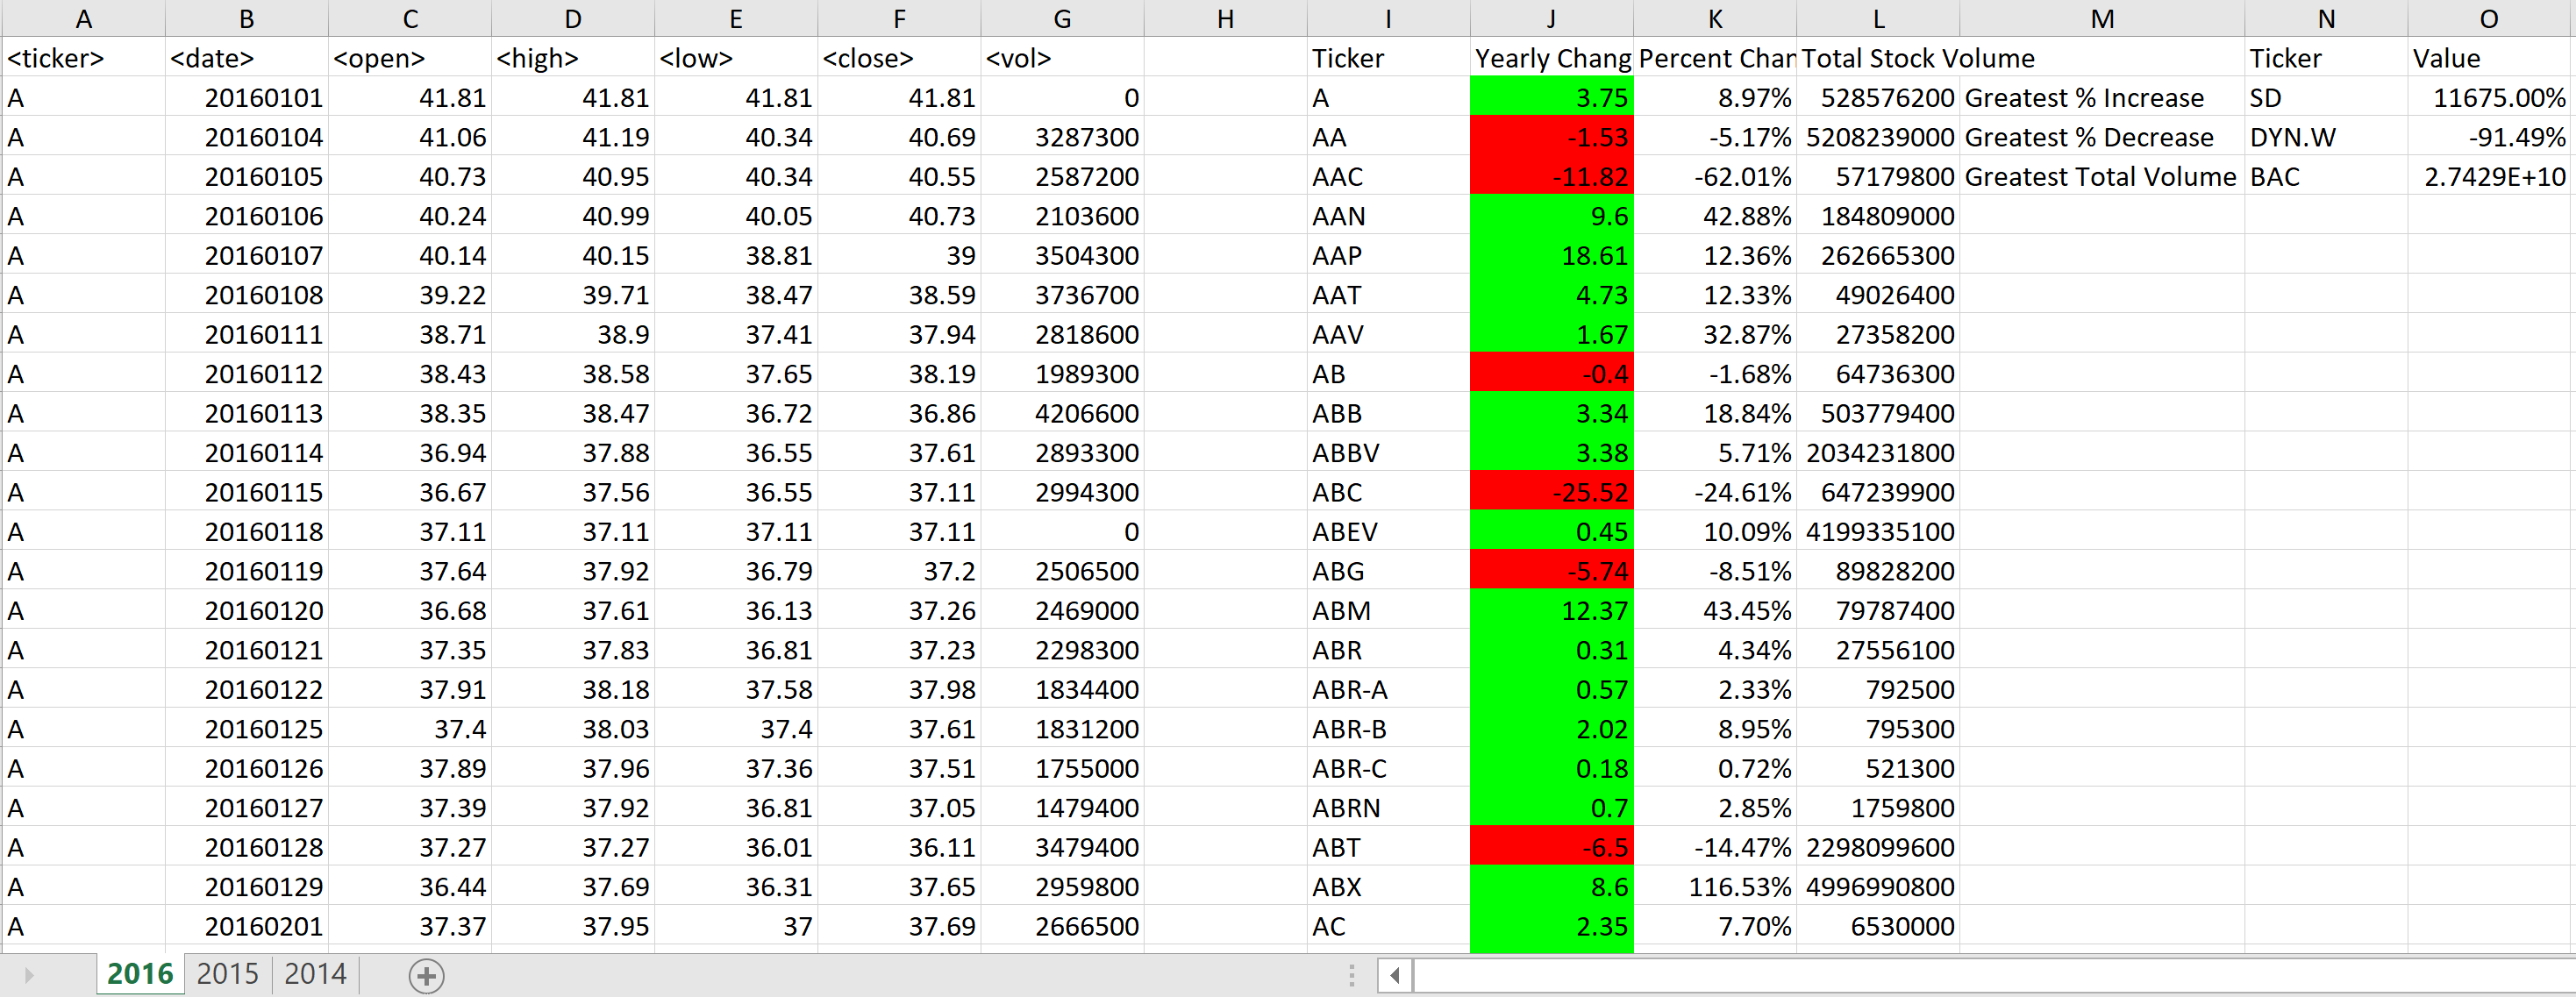 A B C D E F G H I J K L M N O
<ticker> <date> <open> <high> <low> <close> <vol> Ticker Yearly Chang Percent Chan Total Stock Volume Ticker Value
A 20160101 41.81 41.81 41.81 41.81 0 A 3.75 8.97% 528576200 Greatest % Increase SD 11675.00%
A 20160104 41.06 41.19 40.34 40.69 3287300 AA -1.53 -5.17% 5208239000 Greatest % Decrease DYN.W -91.49%
A 20160105 40.73 40.95 40.34 40.55 2587200 AAC -11.82 -62.01% 57179800 Greatest Total Volume BAC 2.7429E+10
A 20160106 40.24 40.99 40.05 40.73 2103600 AAN 9.6 42.88% 184809000
A 20160107 40.14 40.15 38.81 39 3504300 AAP 18.61 12.36% 262665300
A 20160108 39.22 39.71 38.47 38.59 3736700 AAT 4.73 12.33% 49026400
A 20160111 38.71 38.9 37.41 37.94 2818600 AAV 1.67 32.87% 27358200
A 20160112 38.43 38.58 37.65 38.19 1989300 AB -0.4 -1.68% 64736300
A 20160113 38.35 38.47 36.72 36.86 4206600 ABB 3.34 18.84% 503779400
A 20160114 36.94 37.88 36.55 37.61 2893300 ABBV 3.38 5.71% 2034231800
A 20160115 36.67 37.56 36.55 37.11 2994300 ABC -25.52 -24.61% 647239900
A 20160118 37.11 37.11 37.11 37.11 0 ABEV 0.45 10.09% 4199335100
A 20160119 37.64 37.92 36.79 37.2 2506500 ABG -5.74 -8.51% 89828200
A 20160120 36.68 37.61 36.13 37.26 2469000 ABM 12.37 43.45% 79787400
A 20160121 37.35 37.83 36.81 37.23 2298300 ABR 0.31 4.34% 27556100
A 20160122 37.91 38.18 37.58 37.98 1834400 ABR-A 0.57 2.33% 792500
A 20160125 37.4 38.03 37.4 37.61 1831200 ABR-B 2.02 8.95% 795300
A 20160126 37.89 37.96 37.36 37.51 1755000 ABR-C 0.18 0.72% 521300
A 20160127 37.39 37.92 36.81 37.05 1479400 ABRN 0.7 2.85% 1759800
A 20160128 37.27 37.27 36.01 36.11 3479400 ABT -6.5 -14.47% 2298099600
A 20160129 36.44 37.69 36.31 37.65 2959800 ABX 8.6 116.53% 4996990800
A 20160201 37.37 37.95 37 37.69 2666500 AC 2.35 7.70% 6530000
2016 2015 2014